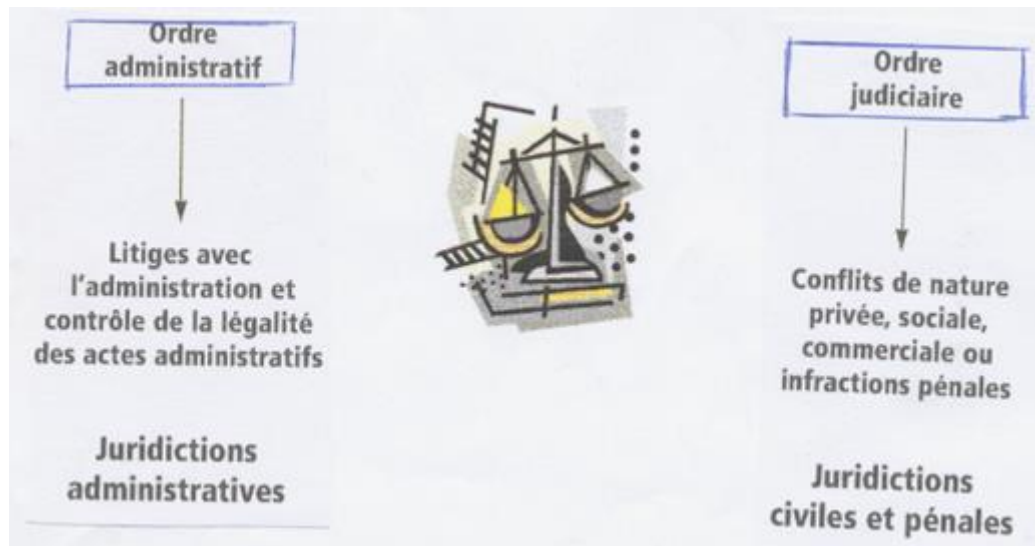 Ordre
administratif
Litiges avec
l'administration et
contrôle de la légalité
des actes administratifs
Juridictions
administratives
Ordre
judiciaire
Conflits de nature
privée, sociale,
commerciale ou
infractions pénales
Juridictions
civiles et pénales